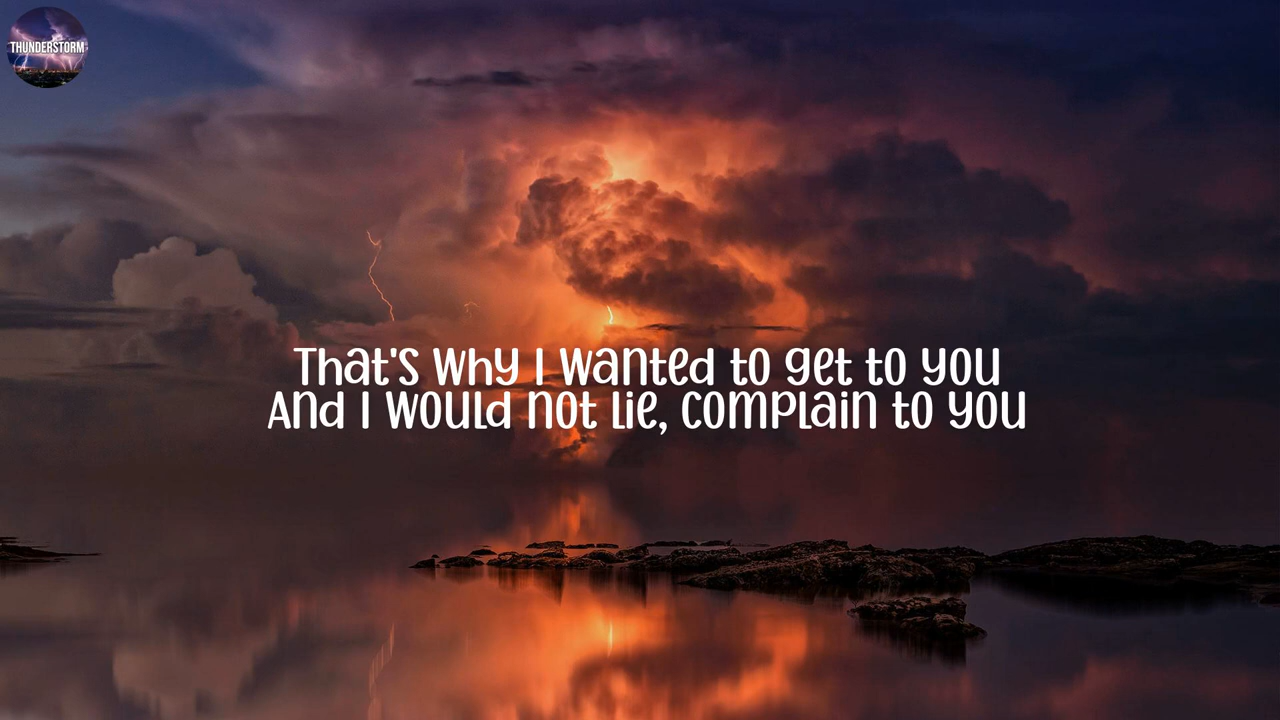 THUNDERSTORM
That's why I wanted to get to you
And I would not lie, complain to you